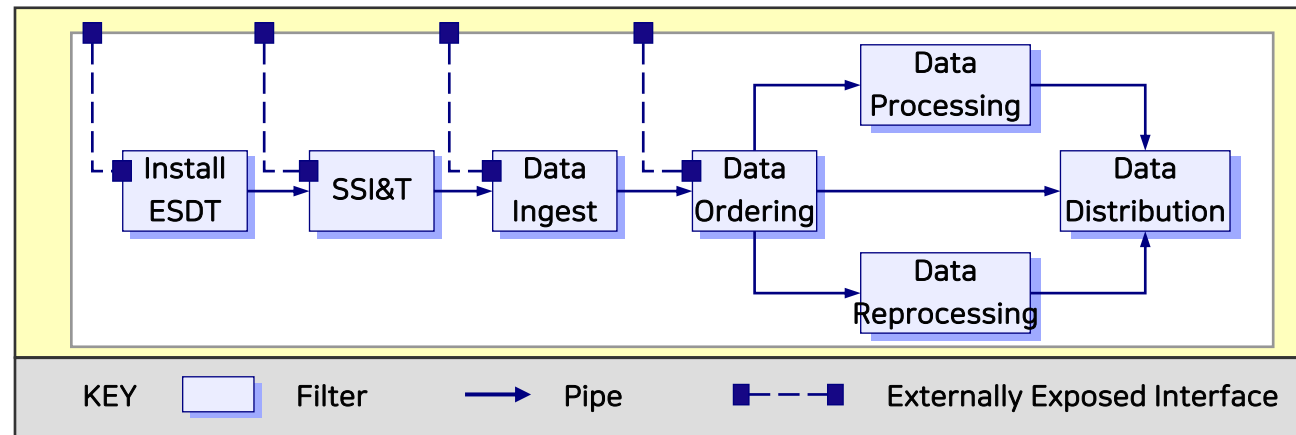 Data
Processing
Install
ESDT
SSI&T
Data
Ingest
Data
Ordering
Data
Distribution
Data
Reprocessing
KEY
Filter
Pipe
Externally Exposed Interface